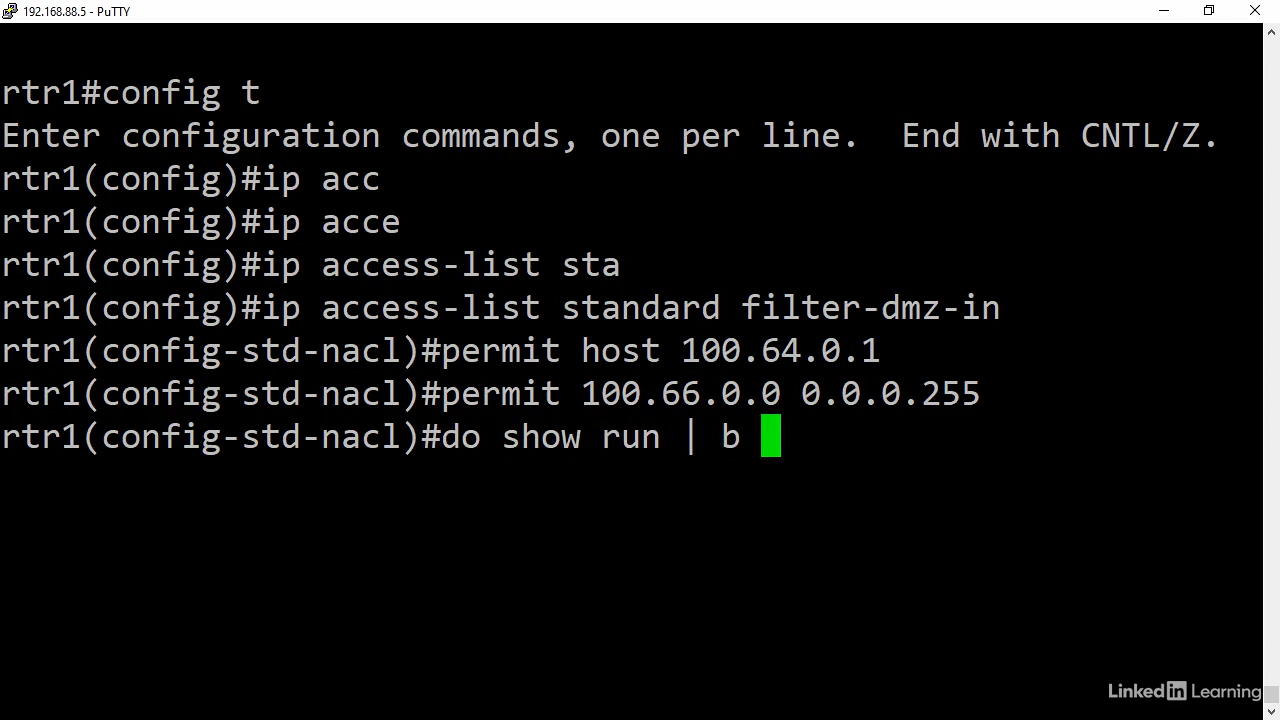 192.168.88.5 - PuTTY
rtr1#config t
Enter configuration commands, one per line.  End with CNTL/Z.
rtr1(config)#ip acc
rtr1(config)#ip acce
rtr1(config)#ip access-list sta
rtr1(config)#ip access-list standard filter-dmz-in
rtr1(config-std-nacl)#permit host 100.64.0.1
rtr1(config-std-nacl)#permit 100.66.0.0 0.0.0.255
rtr1(config-std-nacl)#do show run | b
Linked in Learning